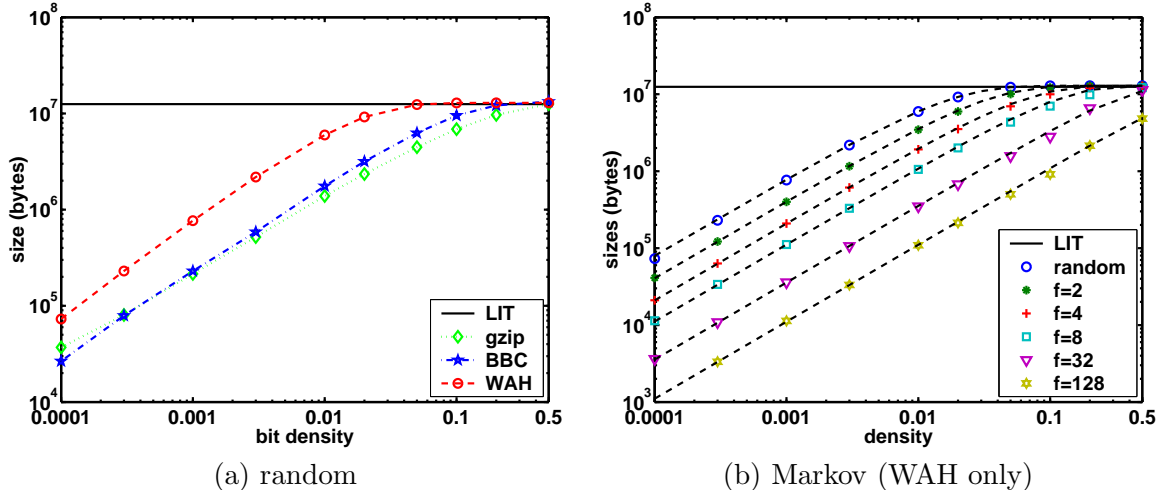 10^8
10^7
10^6
10^5
10^4
size (bytes)
0.0001
0.001
0.01
0.1
0.5
bit density
LIT
gzip
BBC
WAH
(a) random
10^8
10^7
10^6
10^5
10^4
10^3
sizes (bytes)
0.0001
0.001
0.01
0.1
0.5
density
LIT
random
f=2
f=4
f=8
f=32
f=128
(b) Markov (WAH only)